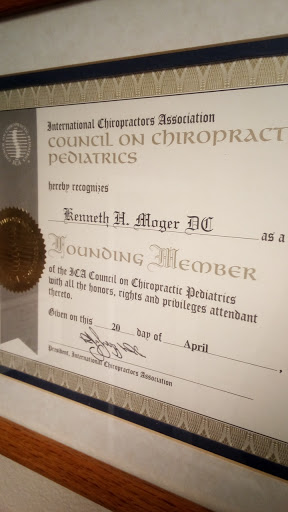 International Chiropractors Association
COUNCIL ON CHIROPRACT
PEDIATRICS
hereby recognizes
Kenneth H. Moger DC as a
FOUNDING MEMBER
of the ICA Council on Chiropractic Pediatrics
with all the honors, rights and privileges attendant
thereto.
Given on this 20 day of April
President, International Chiropractors Association